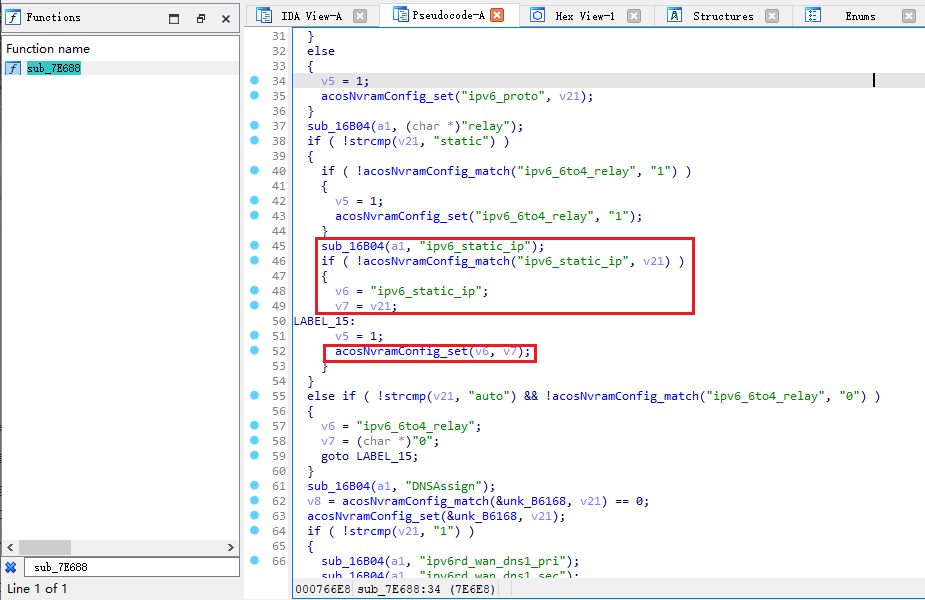 Functions
Function name
sub_7E688
sub_7E688
Line 1 of 1
IDA View-A
Pseudocode-A
Hex View-1
Structures
Enums
31 }
32 else
33 {
34 v5 = 1;
35 acosNvramConfig_set("ipv6_proto", v21);
36 }
37 sub_16B04(a1, (char *)"relay");
38 if ( !strcmp(v21, "static") )
39 {
40 if ( !acosNvramConfig_match("ipv6_6to4_relay", "1") )
41 {
42 v5 = 1;
43 acosNvramConfig_set("ipv6_6to4_relay", "1");
44 }
45 sub_16B04(a1, "ipv6_static_ip");
46 if ( !acosNvramConfig_match("ipv6_static_ip", v21) )
47 {
48 v6 = "ipv6_static_ip";
49 v7 = v21;
50 LABEL_15:
51 v5 = 1;
52 acosNvramConfig_set(v6, v7);
53 }
54 }
55 else if ( !strcmp(v21, "auto") && !acosNvramConfig_match("ipv6_6to4_relay", "0") )
56 {
57 v6 = "ipv6_6to4_relay";
58 v7 = (char *)"0";
59 goto LABEL_15;
60 }
61 sub_16B04(a1, "DNSAssign");
62 v8 = acosNvramConfig_match(&unk_B6168, v21) == 0;
63 acosNvramConfig_set(&unk_B6168, v21);
64 if ( !strcmp(v21, "1") )
65 {
66 sub_16B04(a1, "ipv6rd_wan_dns1_pri");
sub_16B04(a1, "ipv6rd_wan_dns1_sec");
000766E8 sub_7E688:34 (7E6E8)